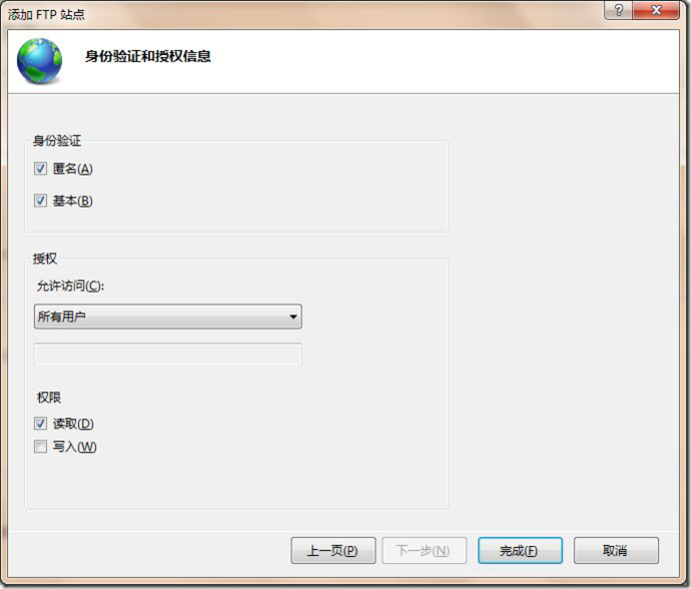 添加 FTP 站点
身份验证和授权信息
身份验证
匿名(A)
基本(B)
授权
允许访问(C):
所有用户
权限
读取(D)
写入(W)
上一页(P) 下一步(N) 完成(F) 取消